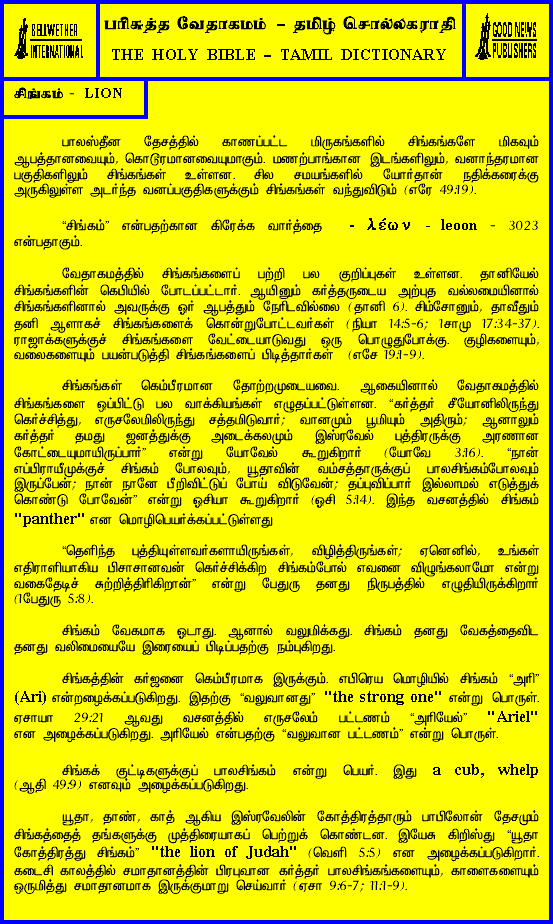 BELLWETHER
INTERNATIONAL
பரிசுத்த வேதாகமம் – தமிழ் சொல்லகராதி
THE HOLY BIBLE – TAMIL DICTIONARY
GOOD NEWS
PUBLISHERS
சிங்கம் - LION
பாலஸ்தீன தேசத்தில் காணப்பட்ட மிருகங்களில் சிங்கங்களே மிகவும்
ஆபத்தானவையும், கொடூரமானவையுமாகும். மணற்பாங்கான இடங்களிலும், வனாந்தரமான
பகுதிகளிலும் சிங்கங்கள் உள்ளன. சில சமயங்களில் யோர்தான் நதிக்கரைக்கு
அருகிலுள்ள அடர்ந்த வனப்பகுதிகளுக்கும் சிங்கங்கள் வந்துவிடும் (எரே 49:19).
“சிங்கம்” என்பதற்கான கிரேக்க வார்த்தை - λέων - leoon - 3023
என்பதாகும்.
வேதாகமத்தில் சிங்கங்களைப் பற்றி பல குறிப்புகள் உள்ளன. தானியேல்
சிங்கங்களின் கெபியில் போடப்பட்டார். ஆயினும் கர்த்தருடைய அற்புத வல்லமையினால்
சிங்கங்களினால் அவருக்கு ஓர் ஆபத்தும் நேரிடவில்லை (தானி 6). சிம்சோனும், தாவீதும்
தனி ஆளாகச் சிங்கங்களைக் கொன்றுபோட்டவர்கள் (நியா 14:5-6; 1சாமு 17:34-37).
ராஜாக்களுக்குச் சிங்கங்களை வேட்டையாடுவது ஒரு பொழுதுபோக்கு. குழிகளையும்,
வலைகளையும் பயன்படுத்தி சிங்கங்களைப் பிடித்தார்கள் (எசே 19:1-9).
சிங்கங்கள் கெம்பீரமான தோற்றமுடையவை. ஆகையினால் வேதாகமத்தில்
சிங்கங்களை ஒப்பிட்டு பல வாக்கியங்கள் எழுதப்பட்டுள்ளன. “கர்த்தர் சீயோனிலிருந்து
கெர்ச்சித்து, எருசலேமிலிருந்து சத்தமிடுவார்; வானமும் பூமியும் அதிரும்; ஆனாலும்
கர்த்தர் தமது ஜனத்துக்கு அடைக்கலமும் இஸ்ரவேல் புத்திரருக்கு அரணான
கோட்டையுமாயிருப்பார்” என்று யோவேல் கூறுகிறார் (யோவே 3:16). “நான்
எப்பிராயீமுக்குச் சிங்கம் போலவும், யூதாவின் வம்சத்தாருக்குப் பாலசிங்கம்போலவும்
இருப்பேன்; நான் நானே பீறிவிட்டுப் போய் விடுவேன்; தப்புவிப்பார் இல்லாமல் எடுத்துக்
கொண்டு போவேன்” என்று ஓசியா கூறுகிறார் (ஓசி 5:14). இந்த வசனத்தில் சிங்கம்
"panther" என மொழிபெயர்க்கப்பட்டுள்ளது
“தெளிந்த புத்தியுள்ளவர்களாயிருங்கள், விழித்திருங்கள்; ஏனெனில், உங்கள்
எதிராளியாகிய பிசாசானவன் கெர்ச்சிக்கிற சிங்கம்போல் எவனை விழுங்கலாமோ என்று
வகைதேடிச் சுற்றித்திரிகிறான்” என்று பேதுரு தனது நிருபத்தில் எழுதியிருக்கிறார்
(1பேதுரு 5:8).
சிங்கம் வேகமாக ஓடாது. ஆனால் வலுமிக்கது. சிங்கம் தனது வேகத்தைவிட
தனது வலிமையையே இரையைப் பிடிப்பதற்கு நம்புகிறது.
சிங்கத்தின் கர்ஜனை கெம்பீரமாக இருக்கும். எபிரெய மொழியில் சிங்கம் “அரி”
(Ari) என்றழைக்கப்படுகிறது. இதற்கு “வலுவானது” "the strong one" என்று பொருள்.
ஏசாயா 29:21 ஆவது வசனத்தில் எருசலேம் பட்டணம் “அரியேல்” "Ariel"
என அழைக்கப்படுகிறது. அரியேல் என்பதற்கு “வலுவான பட்டணம்” என்று பொருள்.
சிங்கக் குட்டிகளுக்குப் பாலசிங்கம் என்று பெயர். இது a cub, whelp
(ஆதி 49:9) எனவும் அழைக்கப்படுகிறது.
யூதா, தாண், காத் ஆகிய இஸ்ரவேலின் கோத்திரத்தாரும் பாபிலோன் தேசமும்
சிங்கத்தைத் தங்களுக்கு முத்திரையாகப் பெற்றுக் கொண்டன. இயேசு கிறிஸ்து “யூதா
கோத்திரத்து சிங்கம்” "the lion of Judah" (வெளி 5:5) என அழைக்கப்படுகிறார்.
கடைசி காலத்தில் சமாதானத்தின் பிரபுவான கர்த்தர் பாலசிங்கங்களையும், காளைகளையும்
ஒருமித்து சமாதானமாக இருக்குமாறு செய்வார் (ஏசா 9:6-7; 11:1-9).